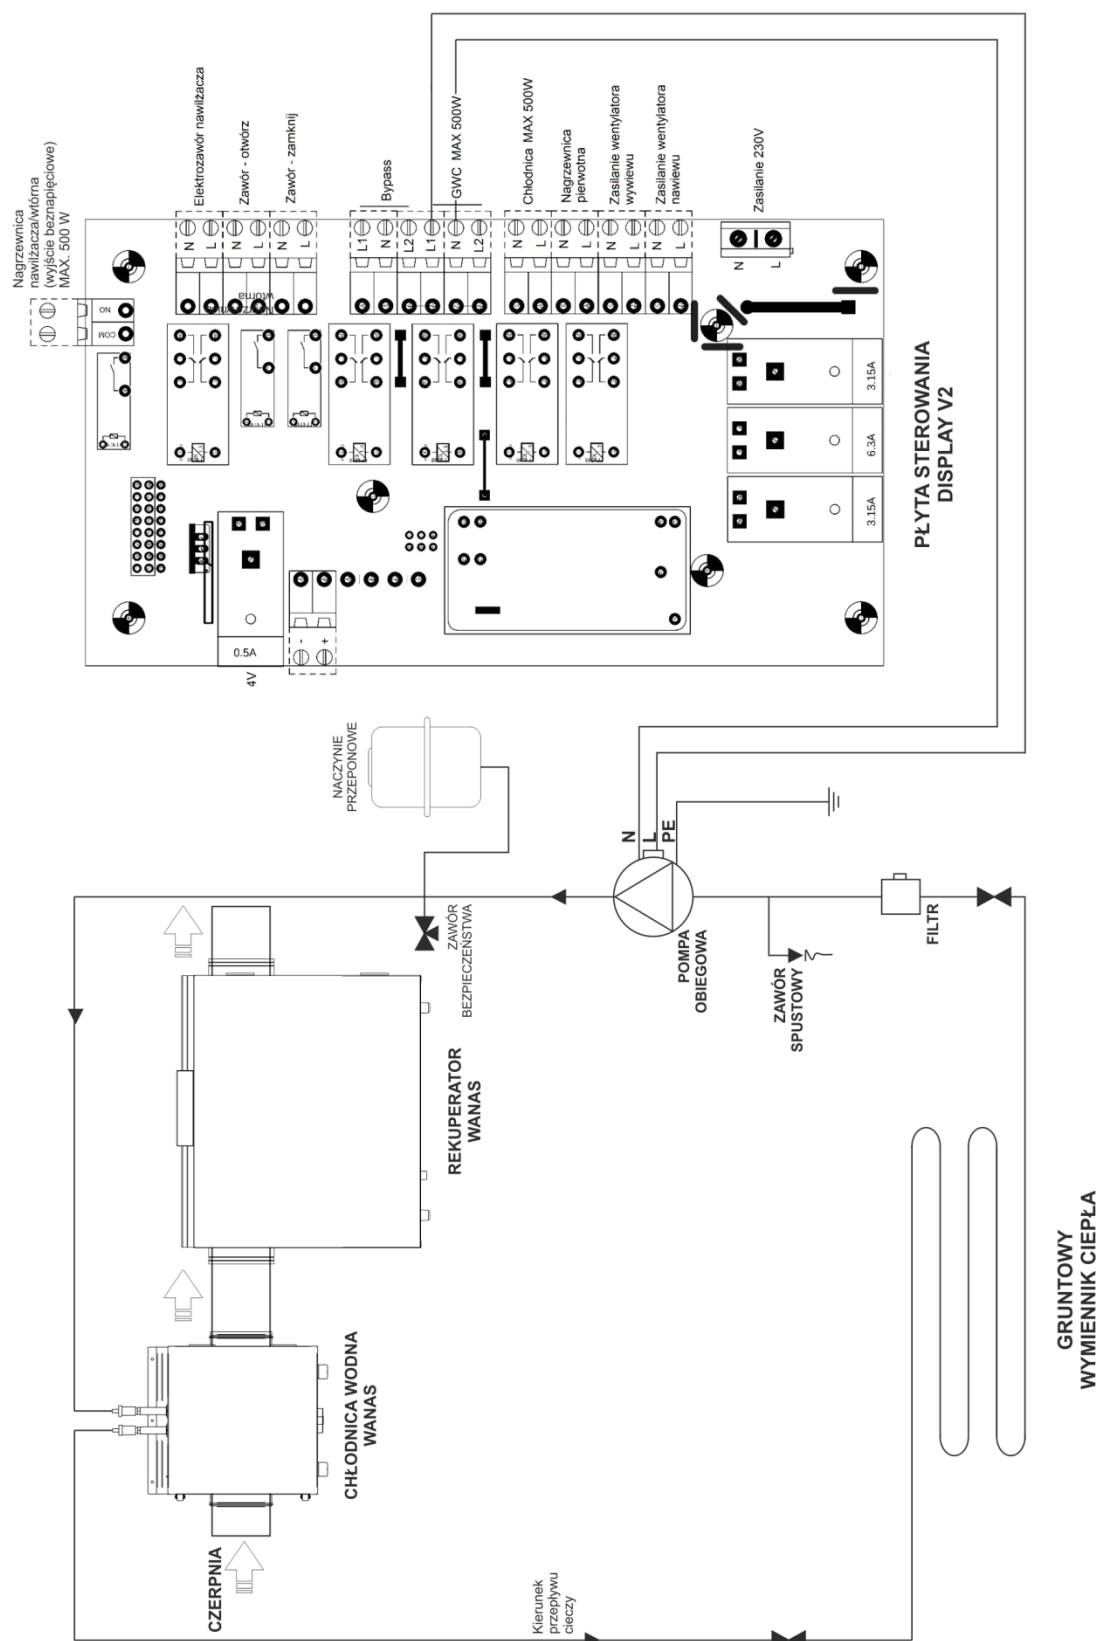 Nagrzewnica
nawilżacza/wtórna
(wyjście beznapięciowe)
MAX. 500 W
NO
COM
Elektrozawór nawilżacza
Zawór - otwórz
Zawór - zamknij
Bypass
GWC MAX 500W
Chłodnica MAX 500W
Nagrzewnica
pierwotna
Zasilanie wentylatora
wywiewu
Zasilanie wentylatora
nawiewu
Zasilanie 230V
N
L
N
L
N
L
L1
N
L2
L1
N
L2
N
L
N
L
N
L
N
L
N
L
wtórna
3.15A
6.3A
3.15A
0.5A
4V
-
+
PŁYTA STEROWANIA
DISPLAY V2
NACZYNIE
PRZEPONOWE
N
L
PE
ZAWÓR
BEZPIECZEŃSTWA
POMPA
OBIEGOWA
ZAWÓR
SPUSTOWY
FILTR
REKUPERATOR
WANAS
CHŁODNICA WODNA
WANAS
CZERPNIA
Kierunek
przepływu
cieczy
GRUNTOWY
WYMIENNIK CIEPŁA